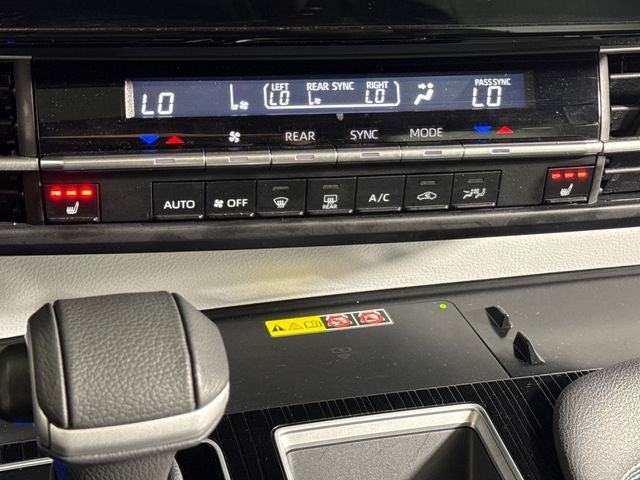 LEFT REAR SYNC RIGHT PASS SYNC
LO LO LO LO
REAR SYNC MODE
AUTO OFF REAR A/C